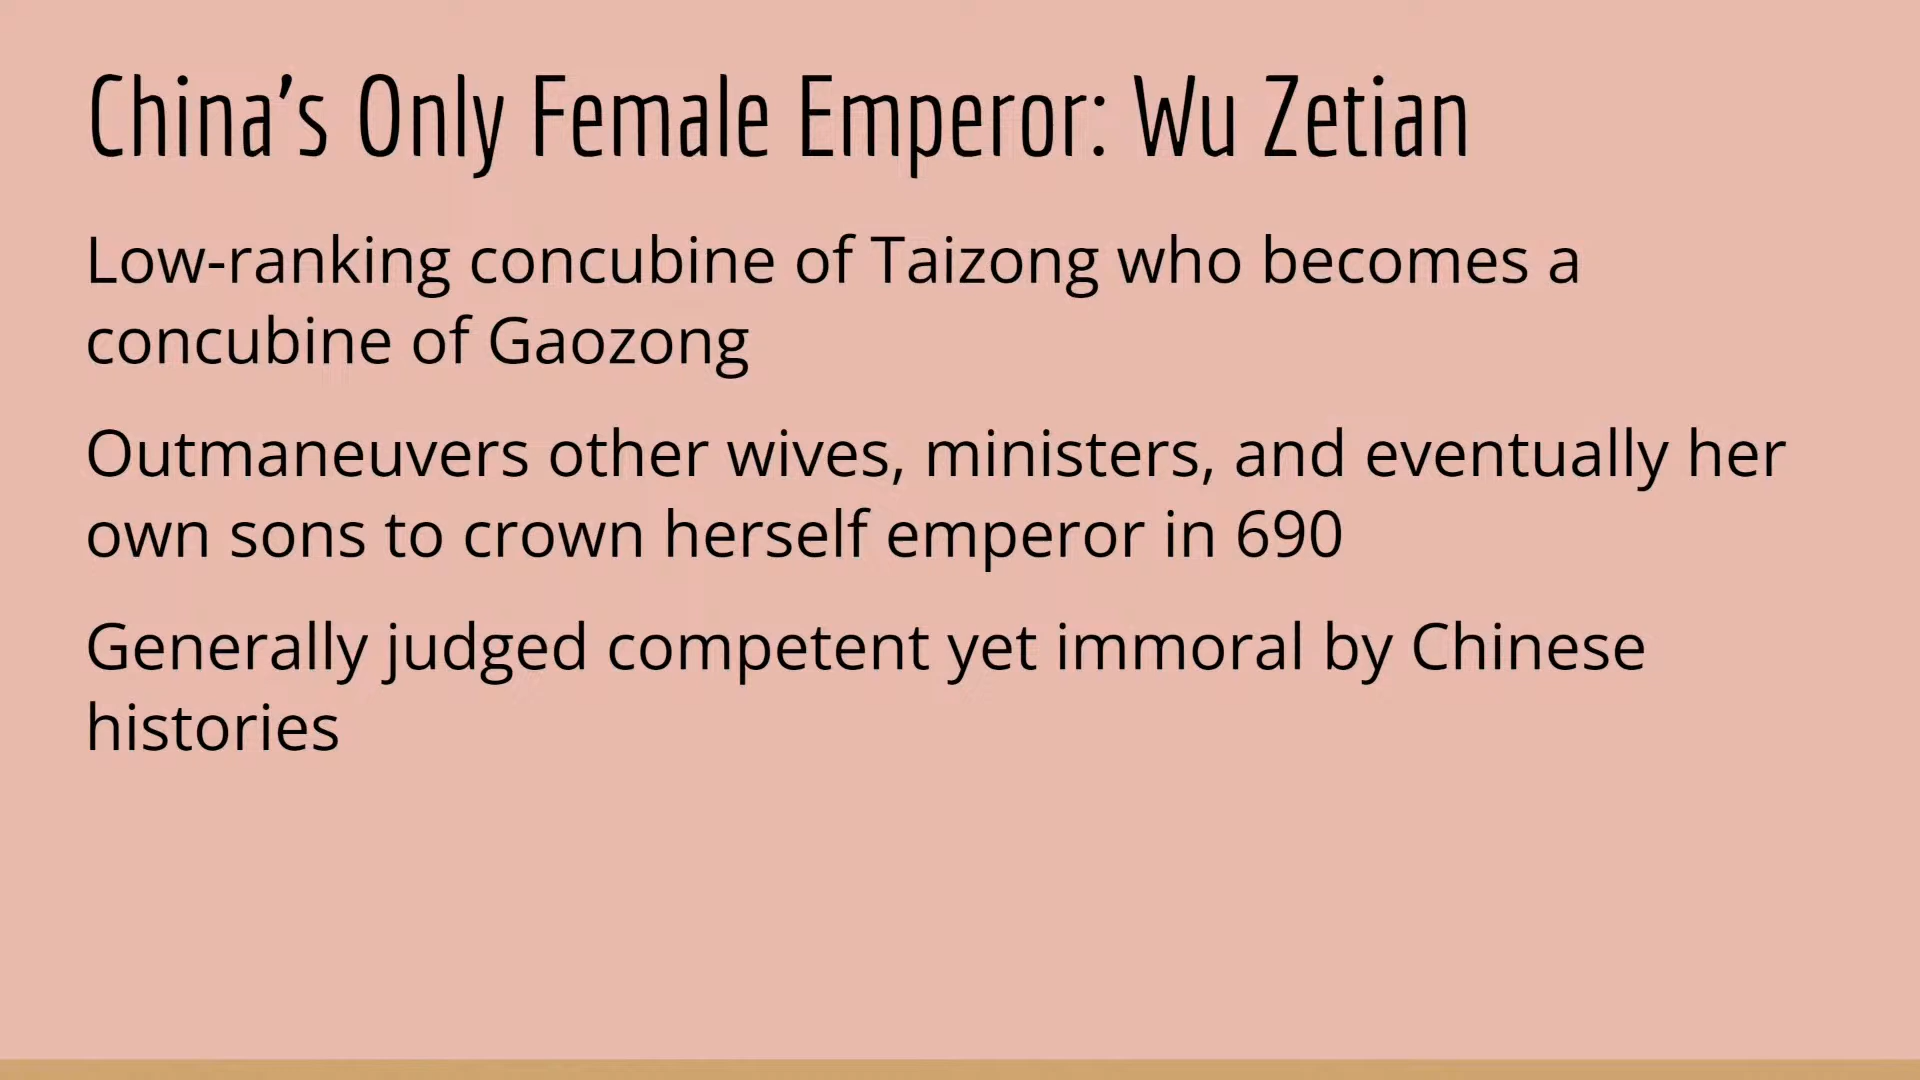 China’s Only Female Emperor: Wu Zetian
Low-ranking concubine of Taizong who becomes a
concubine of Gaozong
Outmaneuvers other wives, ministers, and eventually her
own sons to crown herself emperor in 690
Generally judged competent yet immoral by Chinese
histories